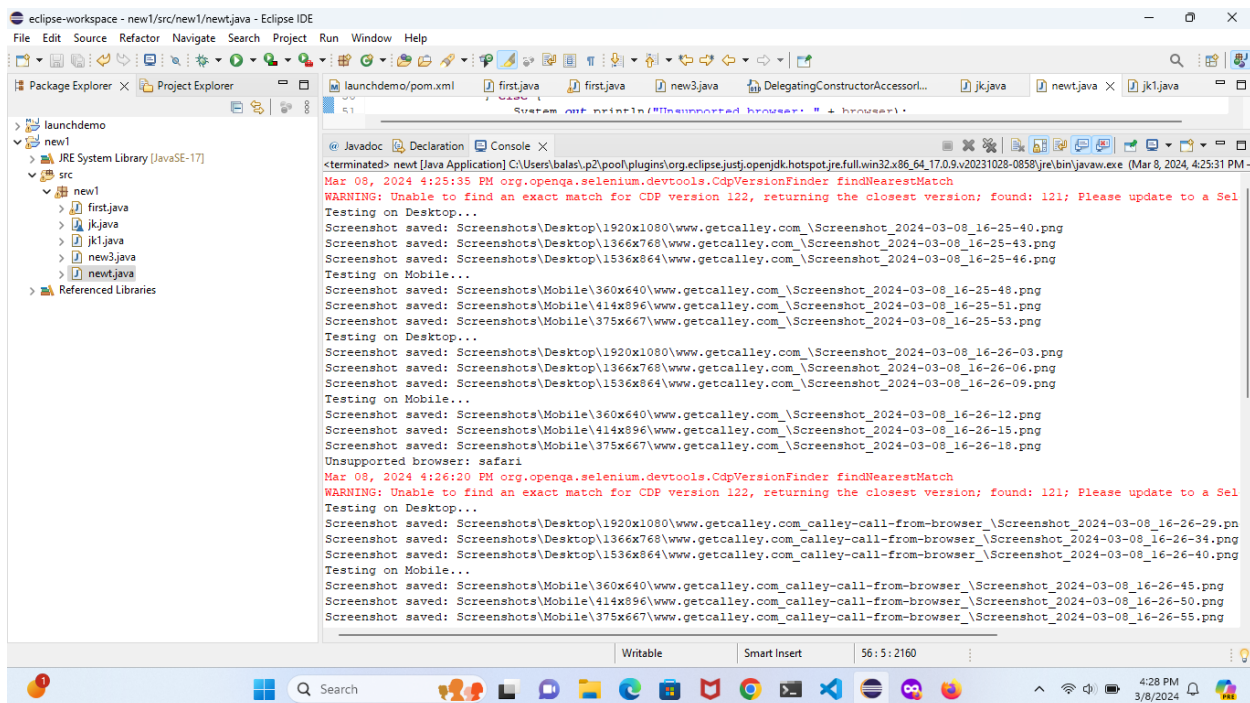 eclipse-workspace - new1/src/new1/newt.java - Eclipse IDE
File Edit Source Refactor Navigate Search Project Run Window Help
Package Explorer Project Explorer
launchdemo/pom.xml first.java first.java new3.java DelegatingConstructorAccessorI... jk.java newt.java jk1.java
51 System.out.println("Unsupported browser: " + browser);
launchdemo
new1
JRE System Library [JavaSE-17]
src
new1
first.java
jk.java
jk1.java
new3.java
newt.java
Referenced Libraries
@ Javadoc Declaration Console
<terminated> newt [Java Application] C:\Users\balas\.p2\pool\plugins\org.eclipse.justj.openjdk.hotspot.jre.full.win32.x86_64_17.0.9.v20231028-0858\jre\bin\javaw.exe (Mar 8, 2024, 4:25:31 PM -
Mar 08, 2024 4:25:35 PM org.openqa.selenium.devtools.CdpVersionFinder findNearestMatch
WARNING: Unable to find an exact match for CDP version 122, returning the closest version; found: 121; Please update to a Sel
Testing on Desktop...
Screenshot saved: Screenshots\Desktop\1920x1080\www.getcalley.com_\Screenshot_2024-03-08_16-25-40.png
Screenshot saved: Screenshots\Desktop\1366x768\www.getcalley.com_\Screenshot_2024-03-08_16-25-43.png
Screenshot saved: Screenshots\Desktop\1536x864\www.getcalley.com_\Screenshot_2024-03-08_16-25-46.png
Testing on Mobile...
Screenshot saved: Screenshots\Mobile\360x640\www.getcalley.com_\Screenshot_2024-03-08_16-25-48.png
Screenshot saved: Screenshots\Mobile\414x896\www.getcalley.com_\Screenshot_2024-03-08_16-25-51.png
Screenshot saved: Screenshots\Mobile\375x667\www.getcalley.com_\Screenshot_2024-03-08_16-25-53.png
Testing on Desktop...
Screenshot saved: Screenshots\Desktop\1920x1080\www.getcalley.com_\Screenshot_2024-03-08_16-26-03.png
Screenshot saved: Screenshots\Desktop\1366x768\www.getcalley.com_\Screenshot_2024-03-08_16-26-06.png
Screenshot saved: Screenshots\Desktop\1536x864\www.getcalley.com_\Screenshot_2024-03-08_16-26-09.png
Testing on Mobile...
Screenshot saved: Screenshots\Mobile\360x640\www.getcalley.com_\Screenshot_2024-03-08_16-26-12.png
Screenshot saved: Screenshots\Mobile\414x896\www.getcalley.com_\Screenshot_2024-03-08_16-26-15.png
Screenshot saved: Screenshots\Mobile\375x667\www.getcalley.com_\Screenshot_2024-03-08_16-26-18.png
Unsupported browser: safari
Mar 08, 2024 4:26:20 PM org.openqa.selenium.devtools.CdpVersionFinder findNearestMatch
WARNING: Unable to find an exact match for CDP version 122, returning the closest version; found: 121; Please update to a Sel
Testing on Desktop...
Screenshot saved: Screenshots\Desktop\1920x1080\www.getcalley.com_calley-call-from-browser_\Screenshot_2024-03-08_16-26-29.pn
Screenshot saved: Screenshots\Desktop\1366x768\www.getcalley.com_calley-call-from-browser_\Screenshot_2024-03-08_16-26-34.png
Screenshot saved: Screenshots\Desktop\1536x864\www.getcalley.com_calley-call-from-browser_\Screenshot_2024-03-08_16-26-40.png
Testing on Mobile...
Screenshot saved: Screenshots\Mobile\360x640\www.getcalley.com_calley-call-from-browser_\Screenshot_2024-03-08_16-26-45.png
Screenshot saved: Screenshots\Mobile\414x896\www.getcalley.com_calley-call-from-browser_\Screenshot_2024-03-08_16-26-50.png
Screenshot saved: Screenshots\Mobile\375x667\www.getcalley.com_calley-call-from-browser_\Screenshot_2024-03-08_16-26-55.png
Writable Smart Insert 56 : 5 : 2160
1 Search 4:28 PM
3/8/2024
PRE